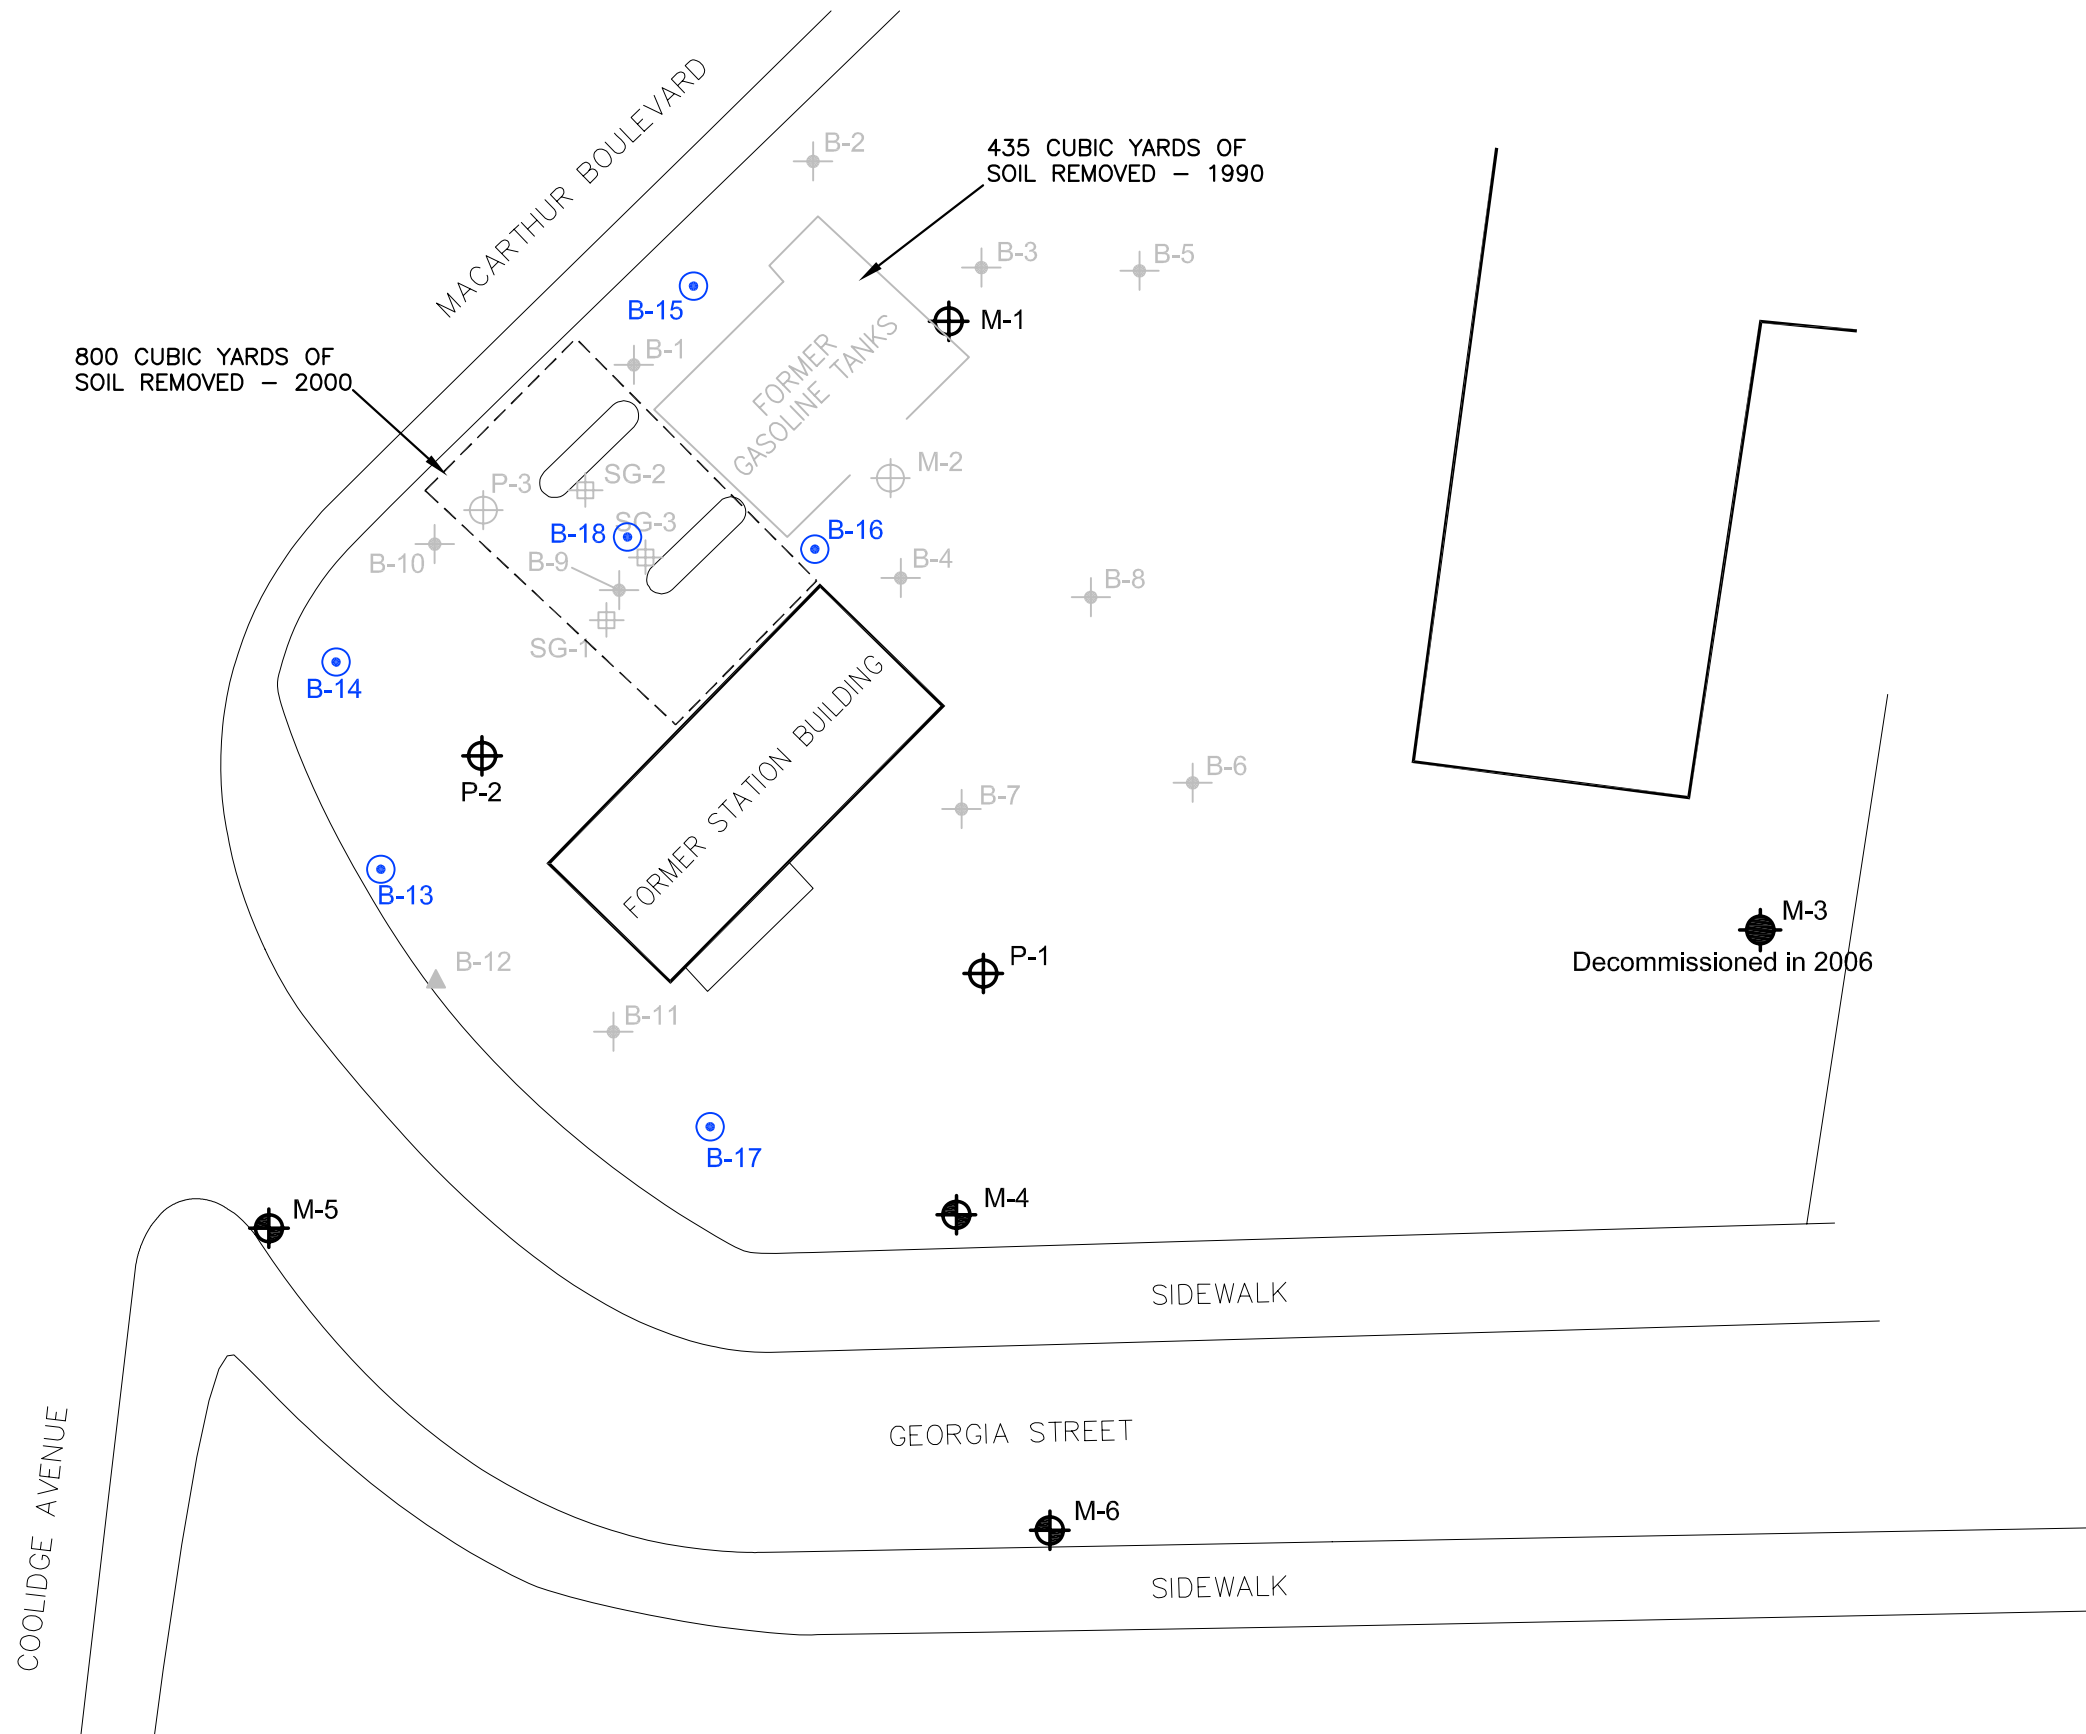 MACARTHUR BOULEVARD
B-2
435 CUBIC YARDS OF
SOIL REMOVED - 1990
B-3
B-5
B-15
M-1
B-1
FORMER
GASOLINE TANKS
800 CUBIC YARDS OF
SOIL REMOVED - 2000
M-2
SG-2
P-3
SG-3
B-18
B-16
B-10
B-9
B-4
B-8
SG-1
B-14
FORMER STATION BUILDING
P-2
B-6
B-7
B-13
M-3
Decommissioned in 2006
P-1
B-12
B-11
B-17
M-4
M-5
SIDEWALK
GEORGIA STREET
COOLIDGE AVENUE
M-6
SIDEWALK